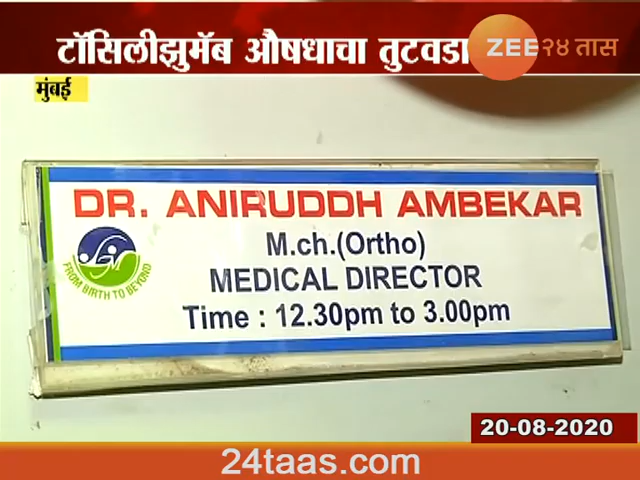 टॉसिलीझुमॅब औषधाचा तुटवडा
ZEE २४ तास
मुंबई
DR. ANIRUDDH AMBEKAR
M.ch.(Ortho)
FROM BIRTH TO BEYOND
MEDICAL DIRECTOR
Time : 12.30pm to 3.00pm
20-08-2020
24taas.com